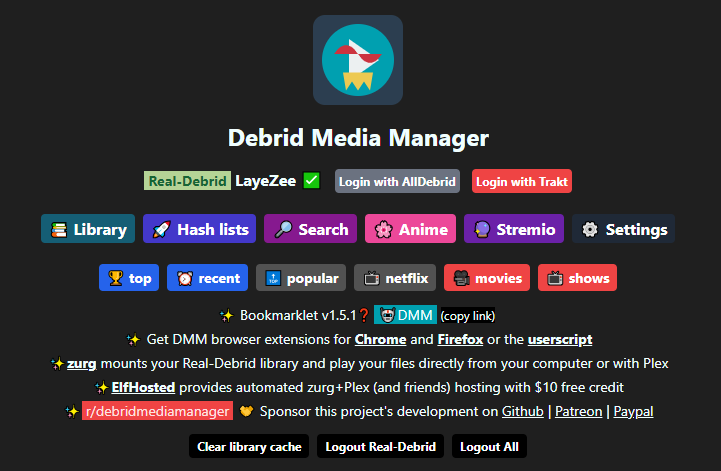 Debrid Media Manager
Real-Debrid LayeZee ✅ Login with AllDebrid Login with Trakt
📚 Library 🚀 Hash lists 🔎 Search 🌸 Anime 🔮 Stremio ⚙️ Settings
🏆 top ⏰ recent 🔝 popular 📺 netflix 🎥 movies 📺 shows
✨ Bookmarklet v1.5.1❓ DMM (copy link)
✨ Get DMM browser extensions for Chrome and Firefox or the userscript
✨ zurg mounts your Real-Debrid library and play your files directly from your computer or with Plex
✨ ElfHosted provides automated zurg+Plex (and friends) hosting with $10 free credit
✨ r/debridmediamanager 💛 Sponsor this project's development on Github | Patreon | Paypal
Clear library cache Logout Real-Debrid Logout All